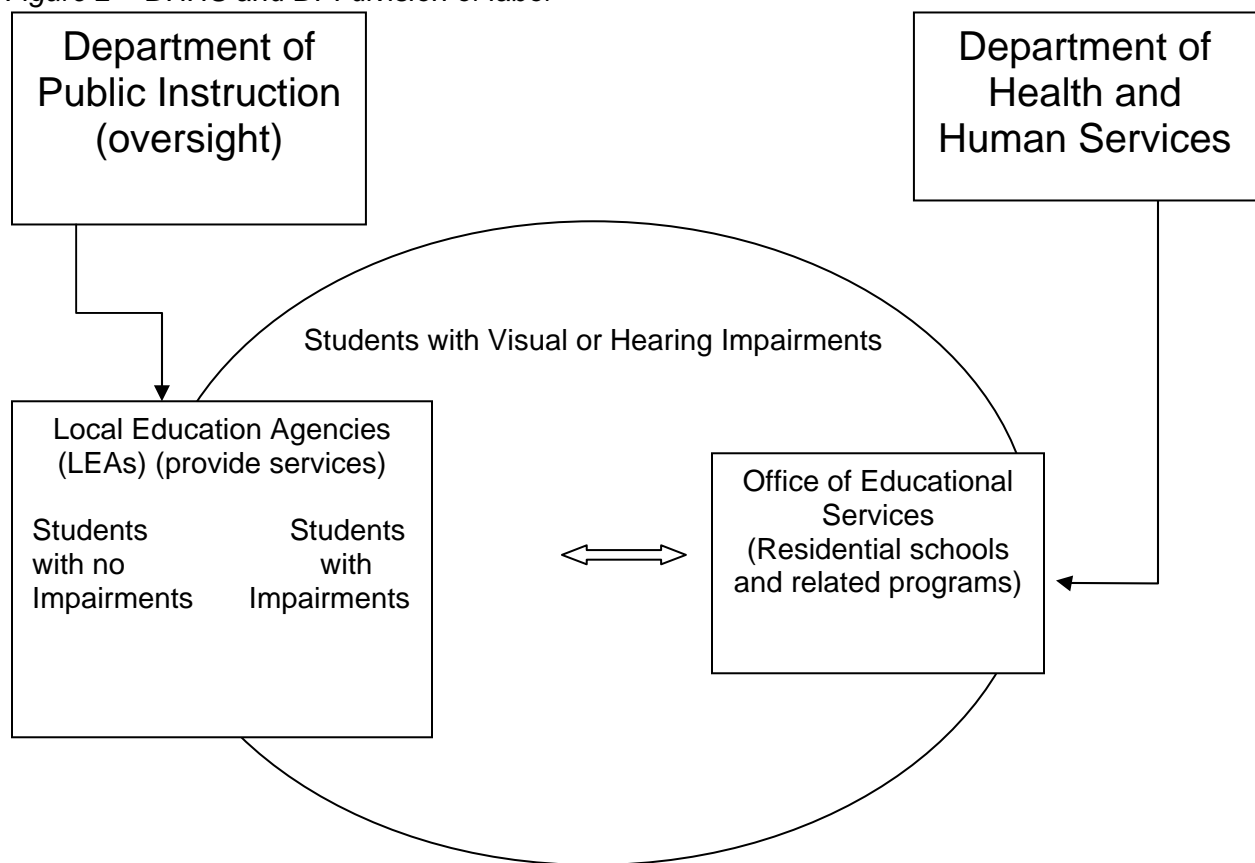 Department of
Public Instruction
(oversight)
Department of
Health and
Human Services
Students with Visual or Hearing Impairments
Local Education Agencies
(LEAs) (provide services)
Students
with no
Impairments
Students
with
Impairments
Office of Educational
Services
(Residential schools
and related programs)